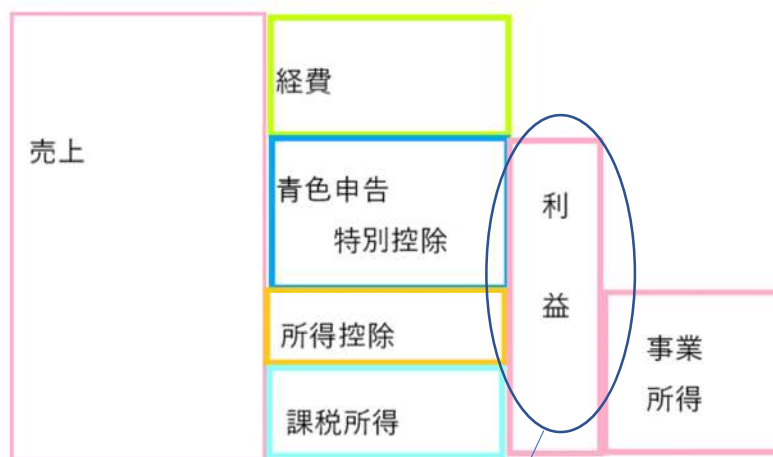 売上
経費
青色申告
特別控除
所得控除
課税所得
利
益
事業
所得